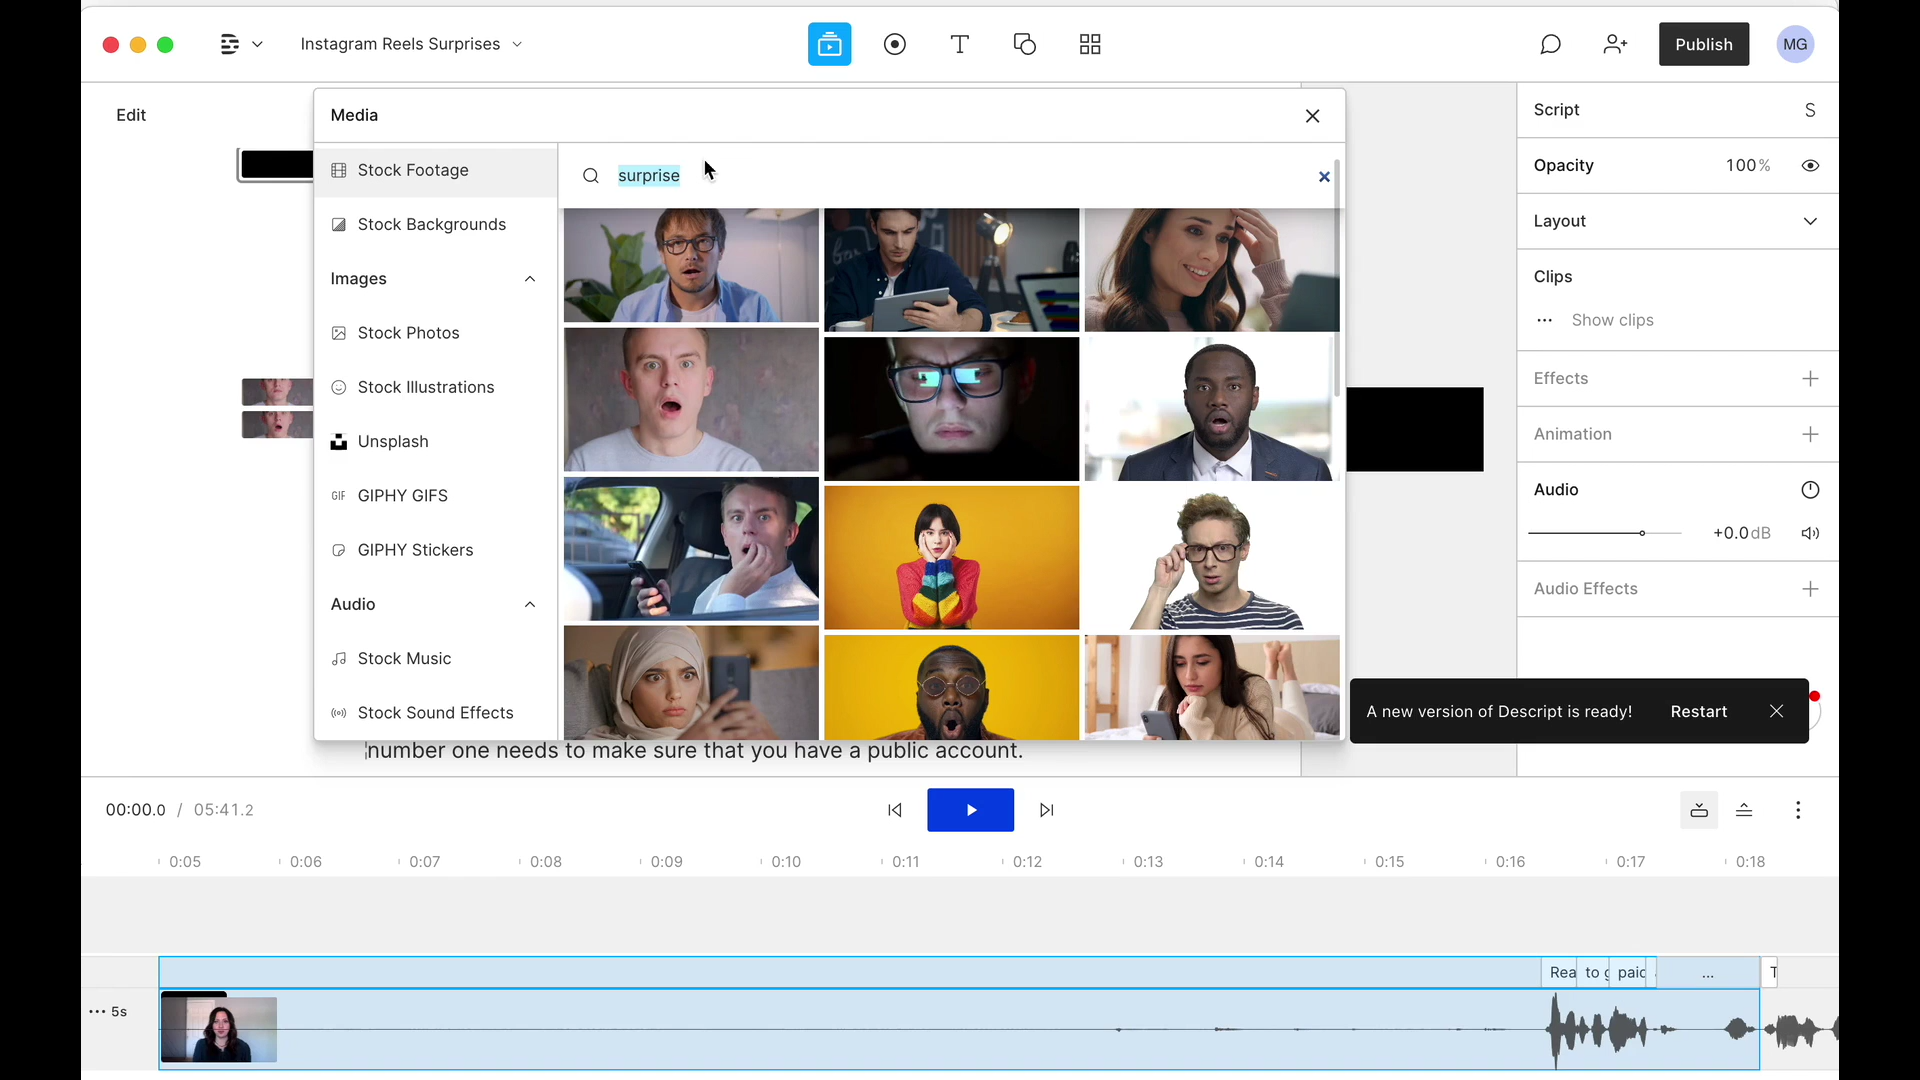 Instagram Reels Surprises
Publish
MG
Edit
Media
Script
S
Stock Footage
surprise
Opacity
100%
Stock Backgrounds
Layout
Images
Clips
Show clips
Stock Photos
Stock Illustrations
Effects
Animation
Unsplash
GIF GIPHY GIFS
Audio
GIPHY Stickers
+0.0dB
Audio
Audio Effects
Stock Music
Stock Sound Effects
A new version of Descript is ready!
Restart
number one needs to make sure that you have a public account.
00:00.0 / 05:41.2
0:05 0:06 0:07 0:08 0:09 0:10 0:11 0:12 0:13 0:14 0:15 0:16 0:17 0:18
Rea to g paid ... T
··· 5s